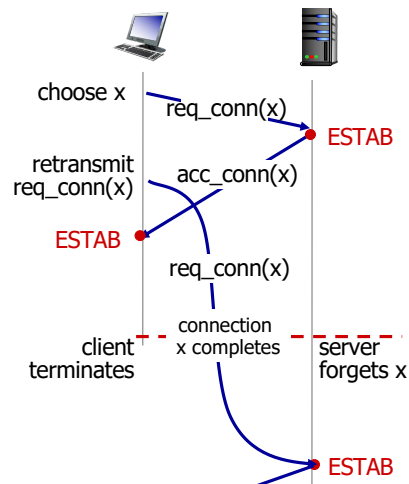 choose x
req_conn(x)
ESTAB
retransmit
req_conn(x)
acc_conn(x)
ESTAB
req_conn(x)
connection
x completes
client
terminates
server
forgets x
ESTAB